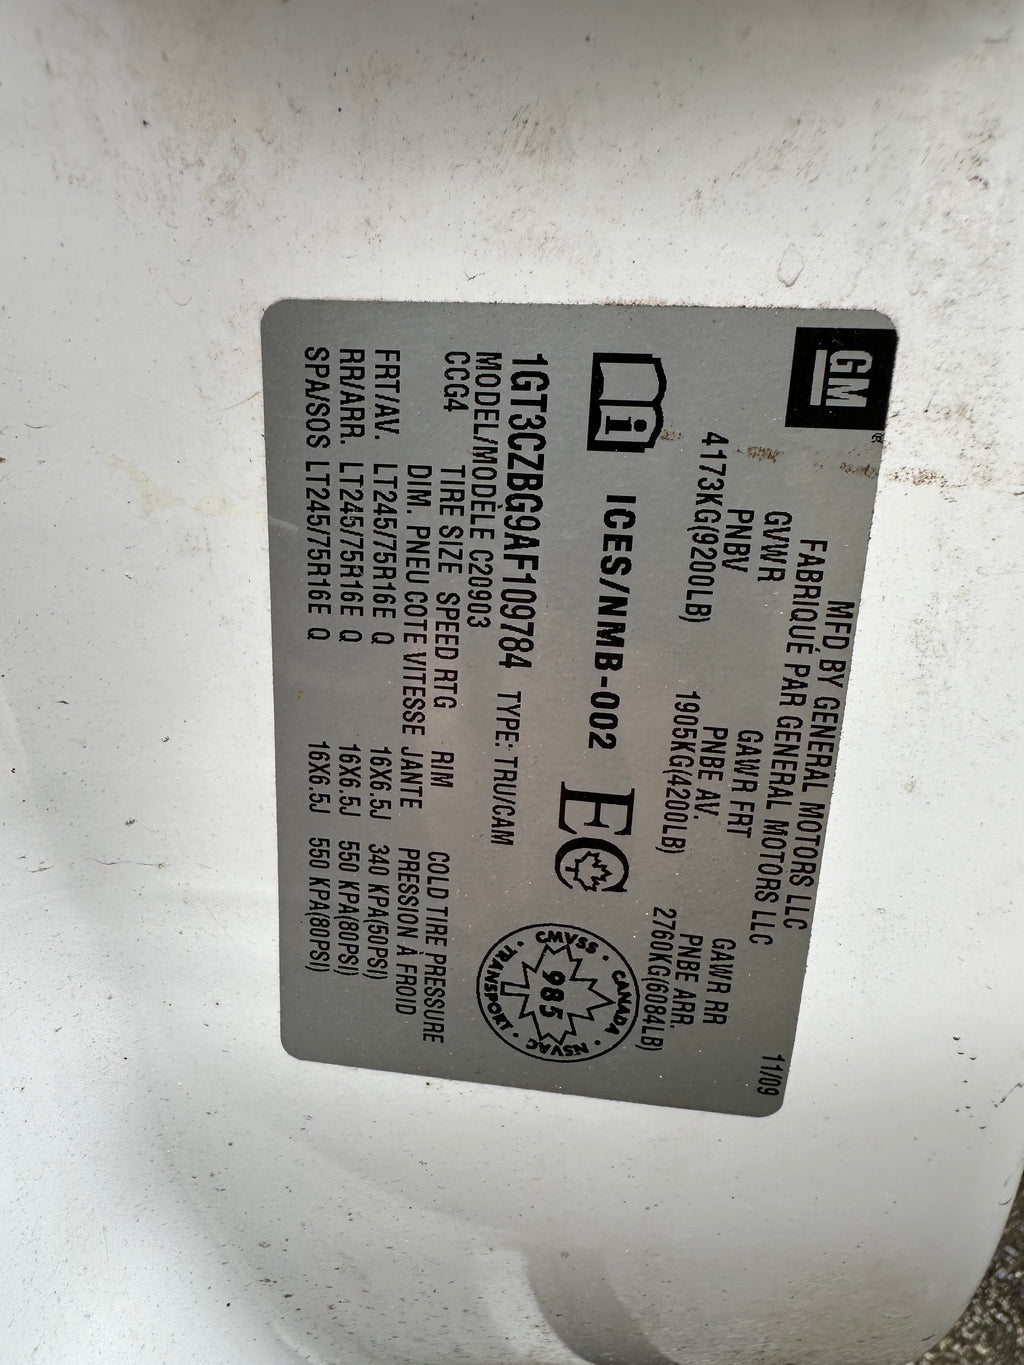 GM
MFD BY GENERAL MOTORS LLC
FABRIQUÉ PAR GENERAL MOTORS LLC
11/09
GVWR GAWR FRT GAWR RR
PNBV PNBE AV. PNBE ARR.
4173KG(9200LB) 1905KG(4200LB) 2760KG(6084LB)
i ICES/NMB-002 EC
CANADA · NSVAC · TRANSPORT · CMVSS ·
985
1GT3CZBG9AF109784 TYPE: TRU/CAM
MODEL/MODÈLE C20903
CCG4 TIRE SIZE SPEED RTG RIM COLD TIRE PRESSURE
DIM. PNEU COTE VITESSE JANTE PRESSION À FROID
FRT/AV. LT245/75R16E Q 16X6.5J 340 KPA(50PSI)
RR/ARR. LT245/75R16E Q 16X6.5J 550 KPA(80PSI)
SPA/SOS LT245/75R16E Q 16X6.5J 550 KPA(80PSI)